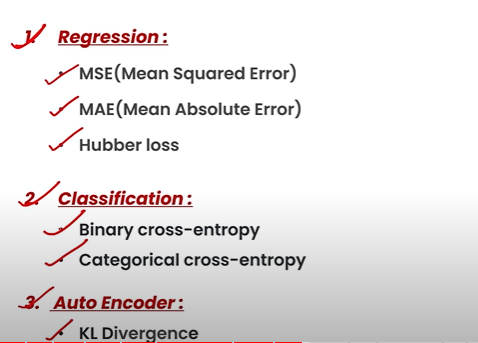 1. Regression:
• MSE(Mean Squared Error)
• MAE(Mean Absolute Error)
• Hubber loss
2. Classification:
• Binary cross-entropy
• Categorical cross-entropy
3. Auto Encoder:
• KL Divergence